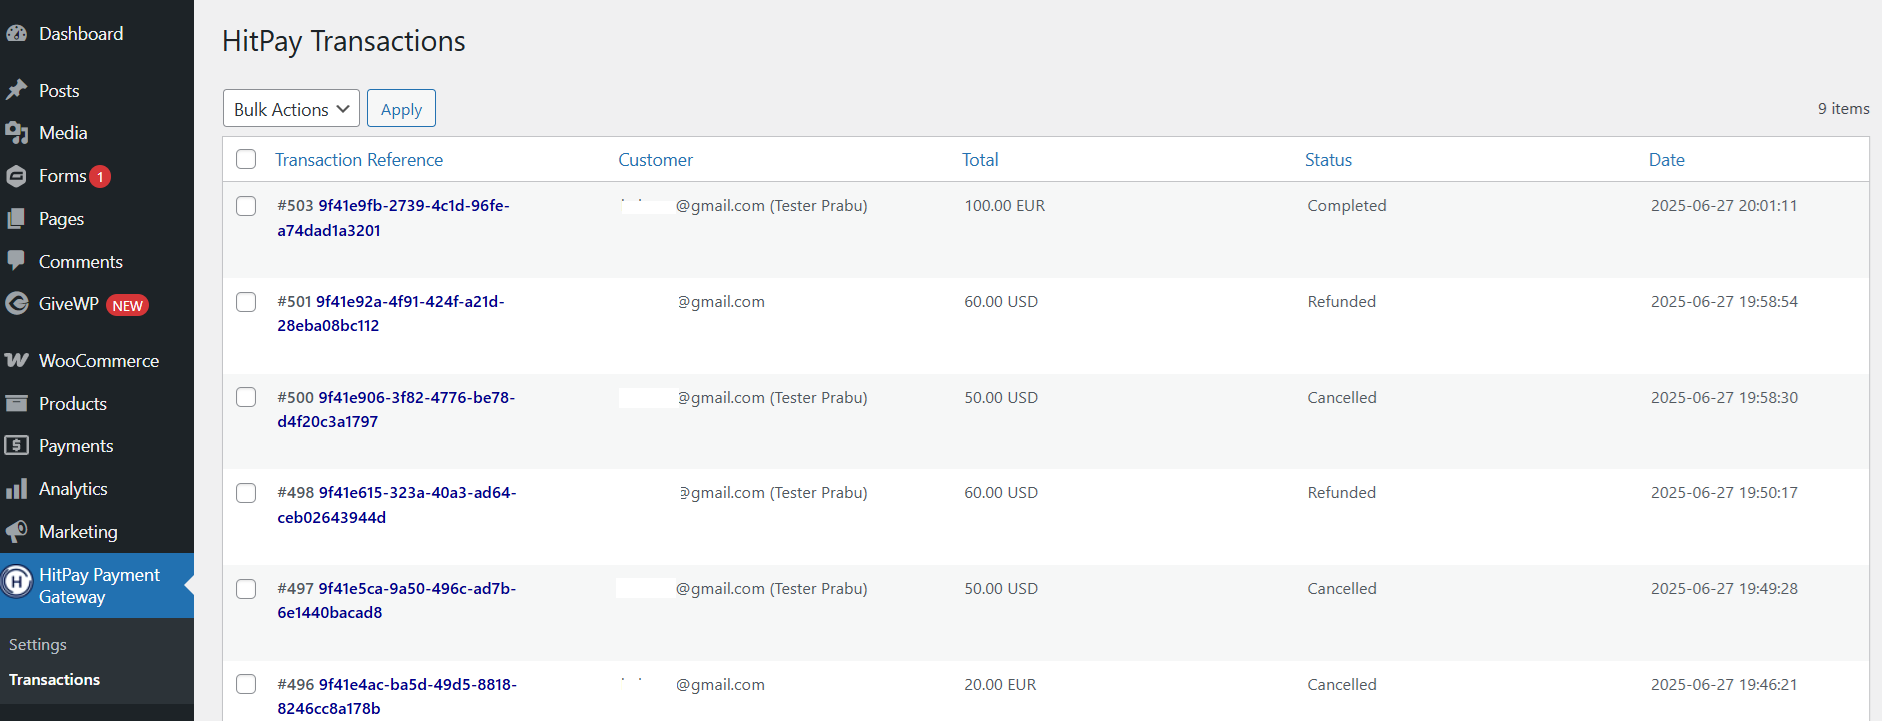 Dashboard
Posts
Media
Forms 1
Pages
Comments
GiveWP NEW
WooCommerce
Products
Payments
Analytics
Marketing
HitPay Payment
Gateway
Settings
Transactions
HitPay Transactions
Bulk Actions Apply
9 items
Transaction Reference Customer Total Status Date
#503 9f41e9fb-2739-4c1d-96fe- @gmail.com (Tester Prabu) 100.00 EUR Completed 2025-06-27 20:01:11
a74dad1a3201
#501 9f41e92a-4f91-424f-a21d- @gmail.com 60.00 USD Refunded 2025-06-27 19:58:54
28eba08bc112
#500 9f41e906-3f82-4776-be78- @gmail.com (Tester Prabu) 50.00 USD Cancelled 2025-06-27 19:58:30
d4f20c3a1797
#498 9f41e615-323a-40a3-ad64- @gmail.com (Tester Prabu) 60.00 USD Refunded 2025-06-27 19:50:17
ceb02643944d
#497 9f41e5ca-9a50-496c-ad7b- @gmail.com (Tester Prabu) 50.00 USD Cancelled 2025-06-27 19:49:28
6e1440bacad8
#496 9f41e4ac-ba5d-49d5-8818- @gmail.com 20.00 EUR Cancelled 2025-06-27 19:46:21
8246cc8a178b